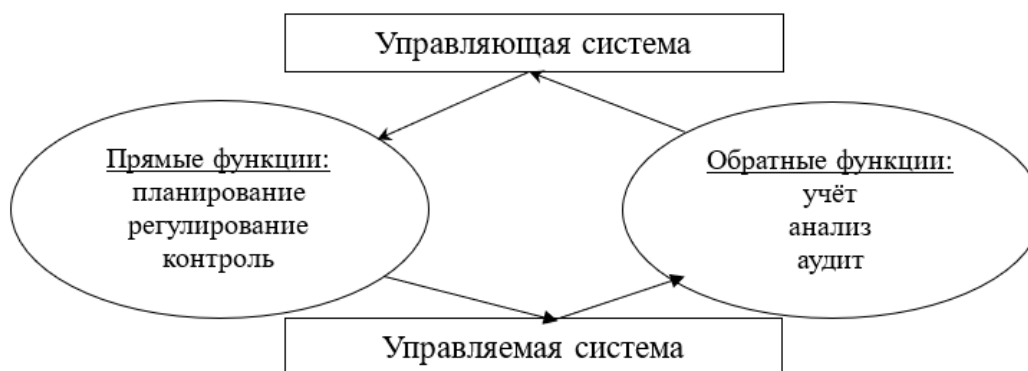 Управляющая система
Прямые функции:
планирование
регулирование
контроль
Обратные функции:
учёт
анализ
аудит
Управляемая система